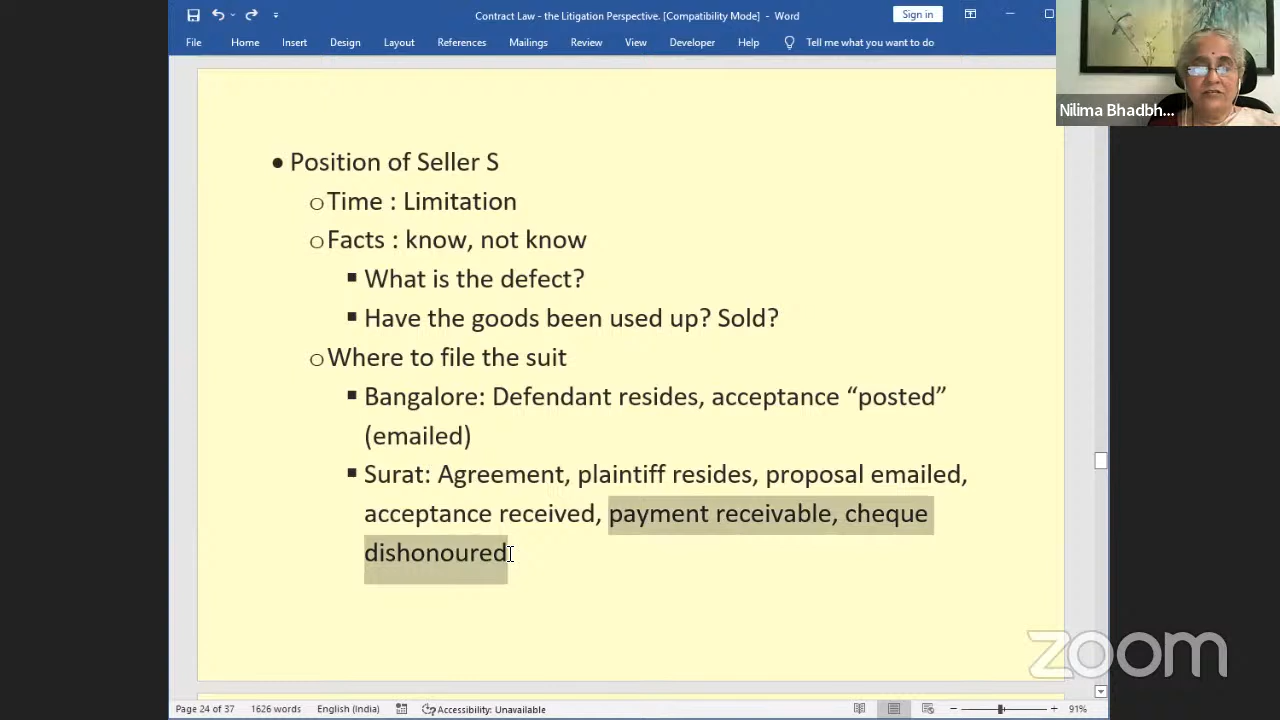 Contract Law - the Litigation Perspective. [Compatibility Mode] - Word
Sign in
File Home Insert Design Layout References Mailings Review View Developer Help Tell me what you want to do
Nilima Bhadbh...
• Position of Seller S
o Time : Limitation
o Facts : know, not know
▪ What is the defect?
▪ Have the goods been used up? Sold?
o Where to file the suit
▪ Bangalore: Defendant resides, acceptance “posted”
(emailed)
▪ Surat: Agreement, plaintiff resides, proposal emailed,
acceptance received, payment receivable, cheque
dishonoured
zoom
Page 24 of 37 1626 words English (India) Accessibility: Unavailable 91%